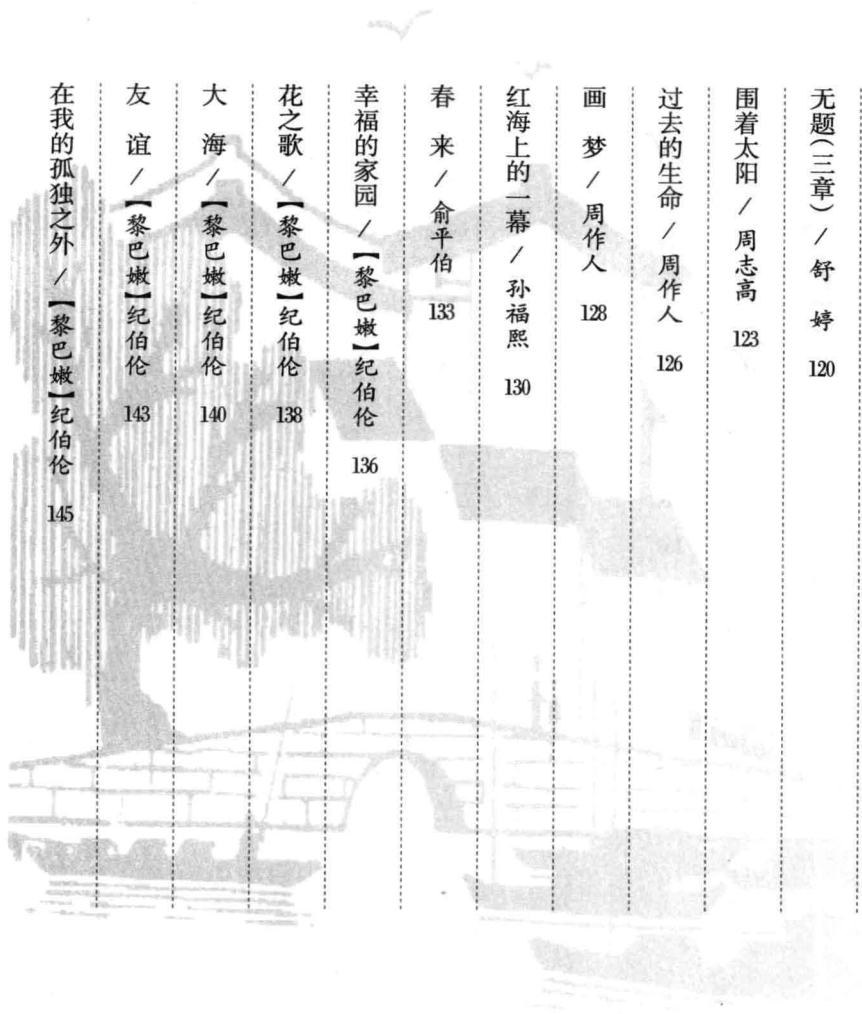 无题(三章)/舒 婷 120
围着太阳/周志高 123
过去的生命/周作人 126
画 梦/周作人 128
红海上的一幕/孙福熙 130
春 来/俞平伯 133
幸福的家园/【黎巴嫩】纪伯伦 136
花之歌/【黎巴嫩】纪伯伦 138
大 海/【黎巴嫩】纪伯伦 140
友 谊/【黎巴嫩】纪伯伦 143
在我的孤独之外/【黎巴嫩】纪伯伦 145